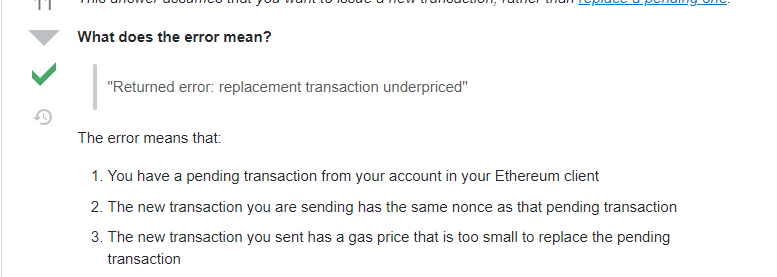 11
This answer assumes that you want to issue a new transaction, rather than replace a pending one.
What does the error mean?
"Returned error: replacement transaction underpriced"
The error means that:
1. You have a pending transaction from your account in your Ethereum client
2. The new transaction you are sending has the same nonce as that pending transaction
3. The new transaction you sent has a gas price that is too small to replace the pending
transaction